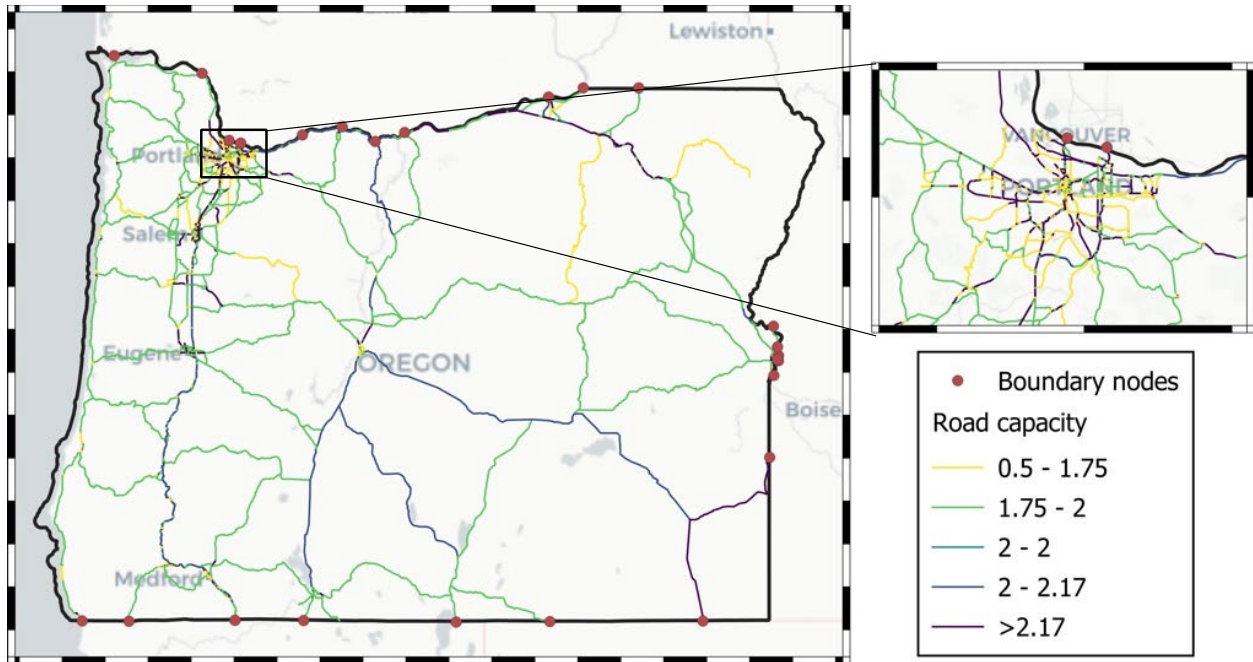 Lewiston
Portland
Salem
Eugene
OREGON
Boise
Medford
VANCOUVER
PORTLAND
Boundary nodes
Road capacity
0.5 - 1.75
1.75 - 2
2 - 2
2 - 2.17
>2.17